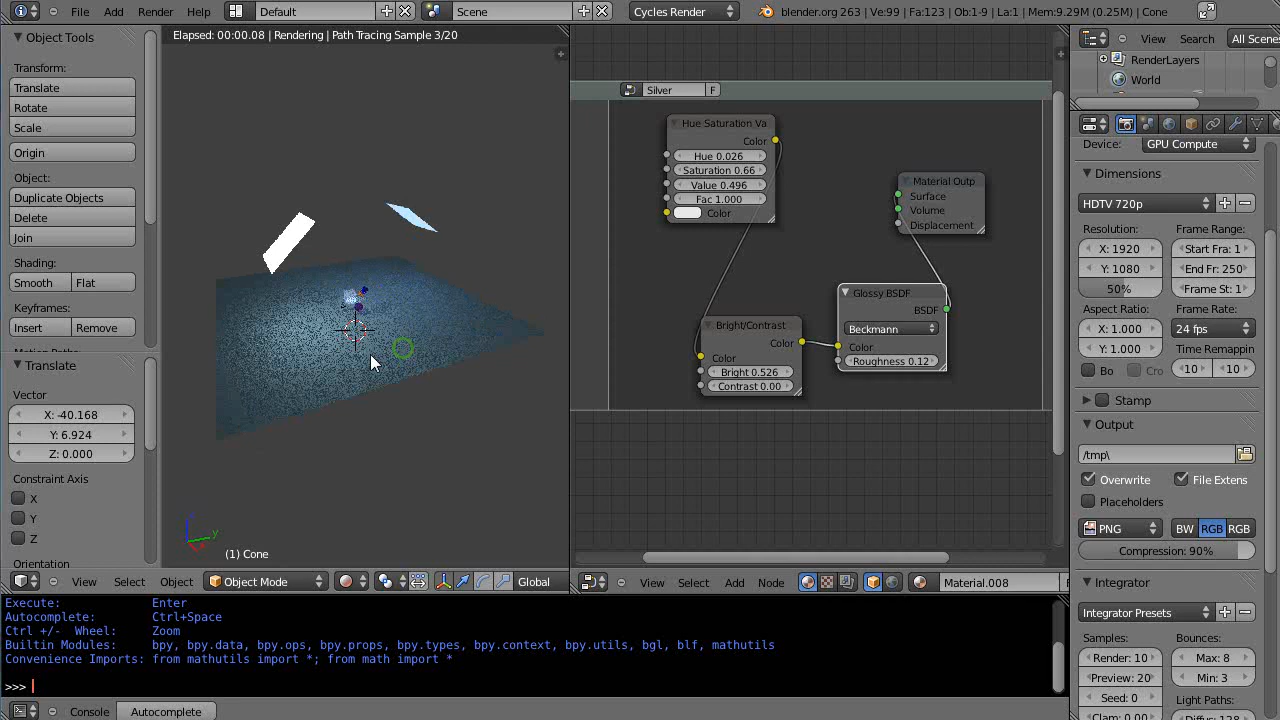 File Add Render Help Default Scene Cycles Render blender.org 263 | Ve:99 | Fa:123 | Ob:1-9 | La:1 | Mem:9.29M (0.25M) | Cone
Object Tools
Transform:
Translate
Rotate
Scale
Origin
Object:
Duplicate Objects
Delete
Join
Shading:
Smooth Flat
Keyframes:
Insert Remove
Translate
Vector
X: -40.168
Y: 6.924
Z: 0.000
Constraint Axis
X
Y
Z
Orientation
Elapsed: 00:00.08 | Rendering | Path Tracing Sample 3/20
(1) Cone
View Select Object Object Mode Global
Silver F
Hue Saturation Va
Color
Hue 0.026
Saturation 0.66
Value 0.496
Fac 1.000
Color
Material Outp
Surface
Volume
Displacement
Bright/Contrast
Color
Color
Bright 0.526
Contrast 0.00
Glossy BSDF
BSDF
Beckmann
Color
Roughness 0.12
View Select Add Node Material.008 F
Execute: Enter
Autocomplete: Ctrl+Space
Ctrl +/- Wheel: Zoom
Builtin Modules: bpy, bpy.data, bpy.ops, bpy.props, bpy.types, bpy.context, bpy.utils, bgl, blf, mathutils
Convenience Imports: from mathutils import *; from math import *
>>>
Console Autocomplete
View Search All Scene
RenderLayers
World
Device: GPU Compute
Dimensions
HDTV 720p
Resolution: Frame Range:
X: 1920 Start Fra: 1
Y: 1080 End Fr: 250
50% Frame St: 1
Aspect Ratio: Frame Rate:
X: 1.000 24 fps
Y: 1.000 Time Remappin
Bo Cro 10 10
Stamp
Output
/tmp\
Overwrite File Extens
Placeholders
PNG BW RGB RGB
Compression: 90%
Integrator
Integrator Presets
Samples: Bounces:
Render: 10 Max: 8
Preview: 20 Min: 3
Seed: 0 Light Paths: